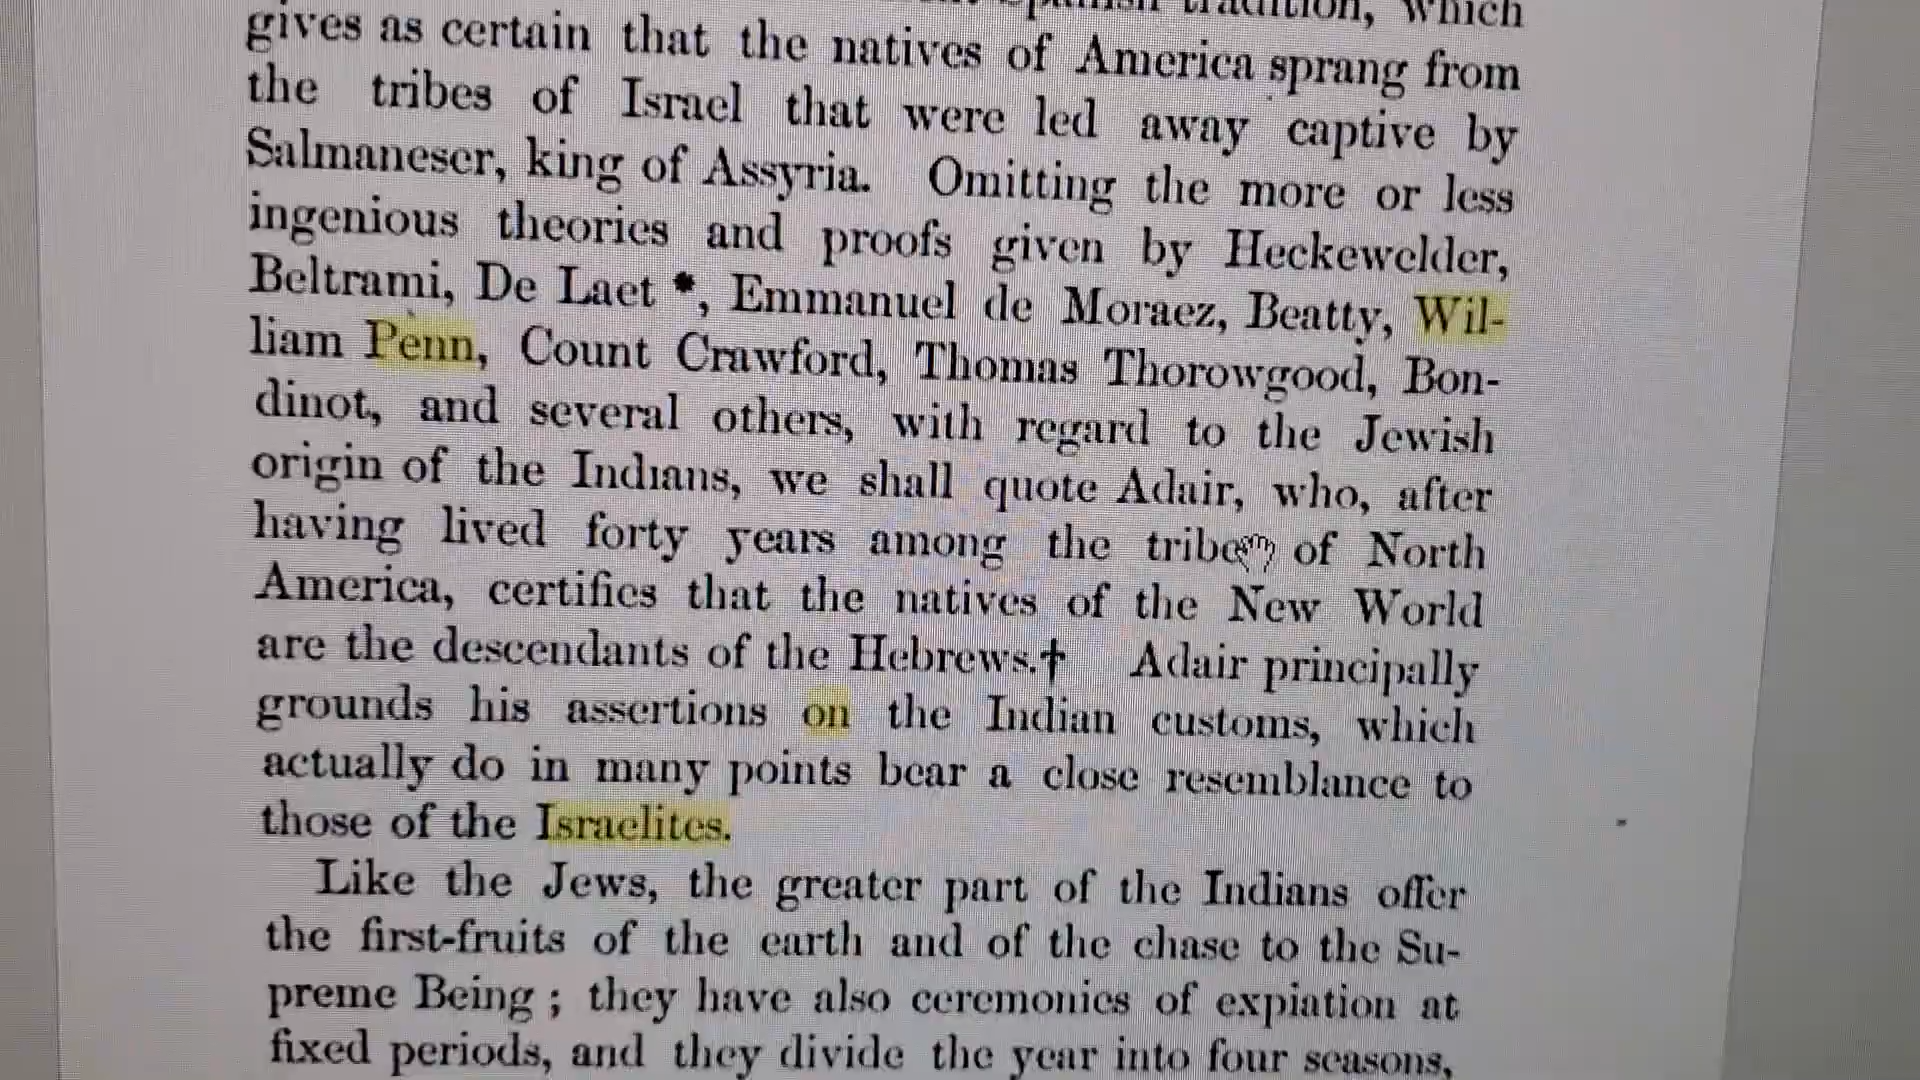 tradition, which
gives as certain that the natives of America sprang from
the tribes of Israel that were led away captive by
Salmaneser, king of Assyria. Omitting the more or less
ingenious theories and proofs given by Heckewelder,
Beltrami, De Laet *, Emmanuel de Moraez, Beatty, Wil-
liam Penn, Count Crawford, Thomas Thorowgood, Bon-
dinot, and several others, with regard to the Jewish
origin of the Indians, we shall quote Adair, who, after
having lived forty years among the tribes of North
America, certifies that the natives of the New World
are the descendants of the Hebrews.† Adair principally
grounds his assertions on the Indian customs, which
actually do in many points bear a close resemblance to
those of the Israelites.
Like the Jews, the greater part of the Indians offer
the first-fruits of the earth and of the chase to the Su-
preme Being ; they have also ceremonies of expiation at
fixed periods, and they divide the year into four seasons,